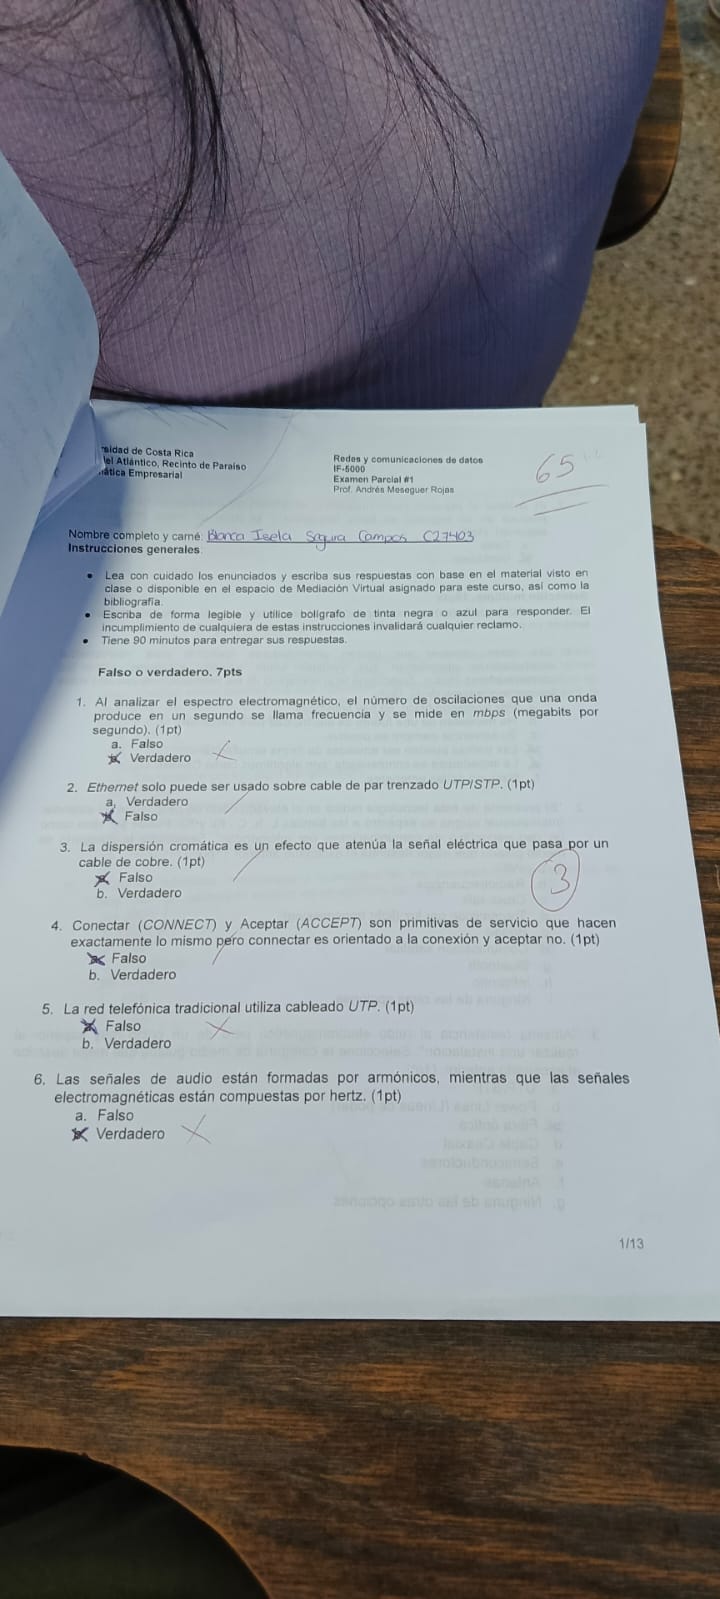 rsidad de Costa Rica
del Atlántico, Recinto de Paraíso
nática Empresarial
Redes y comunicaciones de datos
IF-5000
Examen Parcial #1
Prof. Andrés Meseguer Rojas
65
Nombre completo y carné: Blanca Isela Segura Campos C27403
Instrucciones generales
• Lea con cuidado los enunciados y escriba sus respuestas con base en el material visto en
clase o disponible en el espacio de Mediación Virtual asignado para este curso, así como la
bibliografía.
• Escriba de forma legible y utilice bolígrafo de tinta negra o azul para responder. El
incumplimiento de cualquiera de estas instrucciones invalidará cualquier reclamo.
• Tiene 90 minutos para entregar sus respuestas.
Falso o verdadero. 7pts
1. Al analizar el espectro electromagnético, el número de oscilaciones que una onda
produce en un segundo se llama frecuencia y se mide en mbps (megabits por
segundo). (1pt)
a. Falso
b. Verdadero
2. Ethernet solo puede ser usado sobre cable de par trenzado UTP/STP. (1pt)
a. Verdadero
Falso
3. La dispersión cromática es un efecto que atenúa la señal eléctrica que pasa por un
cable de cobre. (1pt)
Falso
b. Verdadero
3
4. Conectar (CONNECT) y Aceptar (ACCEPT) son primitivas de servicio que hacen
exactamente lo mismo pero connectar es orientado a la conexión y aceptar no. (1pt)
Falso
b. Verdadero
5. La red telefónica tradicional utiliza cableado UTP. (1pt)
Falso
b. Verdadero
6. Las señales de audio están formadas por armónicos, mientras que las señales
electromagnéticas están compuestas por hertz. (1pt)
a. Falso
b. Verdadero
1/13